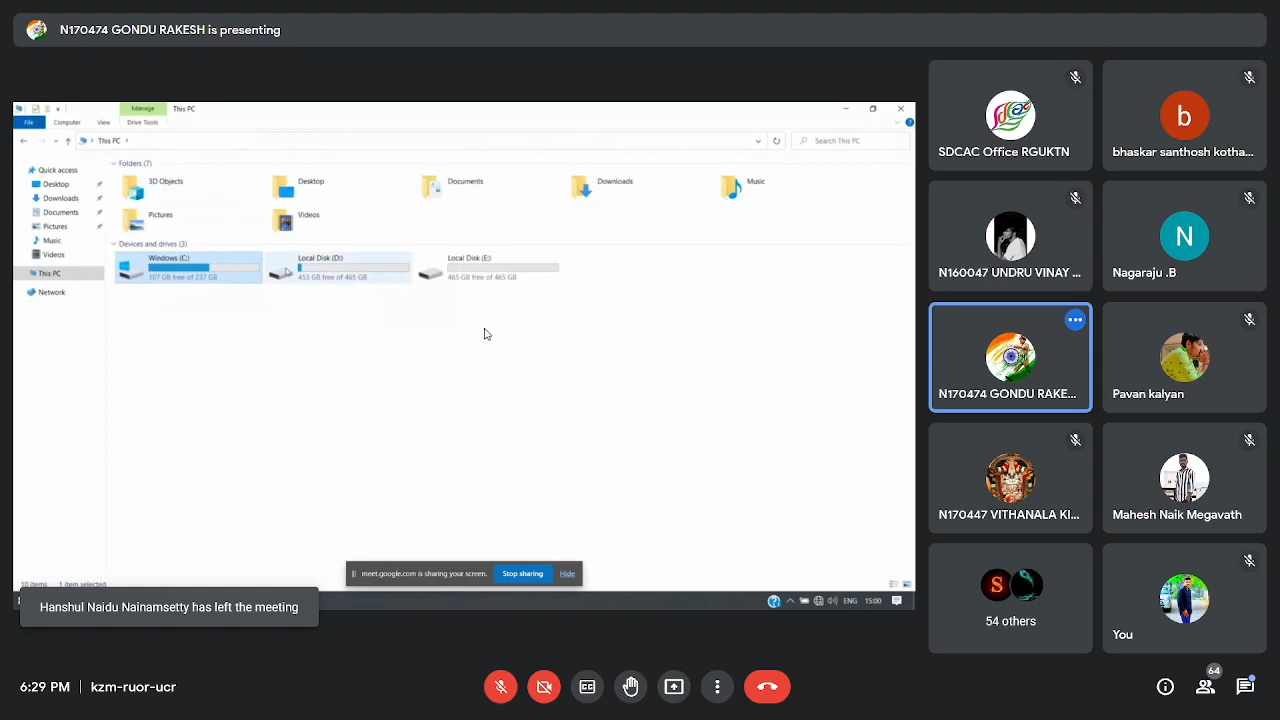 N170474 GONDU RAKESH is presenting
Manage
This PC
File
Computer
View
Drive Tools
This PC
Search This PC
Quick access
Desktop
Downloads
Documents
Pictures
Music
Videos
This PC
Network
Folders (7)
3D Objects
Desktop
Documents
Downloads
Music
Pictures
Videos
Devices and drives (3)
Windows (C:)
107 GB free of 237 GB
Local Disk (D:)
453 GB free of 465 GB
Local Disk (E:)
465 GB free of 465 GB
meet.google.com is sharing your screen.
Stop sharing
Hide
10 items
1 item selected
ENG
15:00
Hanshul Naidu Nainamsetty has left the meeting
SDCAC Office RGUKTN
b
bhaskar santhosh kotha...
N160047 UNDRU VINAY ...
N
Nagaraju .B
N170474 GONDU RAKE...
Pavan kalyan
N170447 VITHANALA KI...
Mahesh Naik Megavath
S
54 others
You
6:29 PM | kzm-ruor-ucr
64